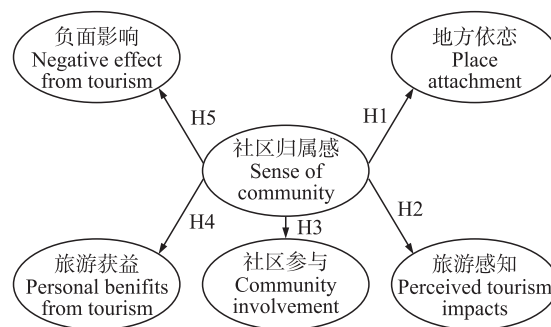 负面影响
Negative effect
from tourism
地方依恋
Place
attachment
H5
H1
社区归属感
Sense of
community
H4
H3
H2
旅游获益
Personal benifits
from tourism
社区参与
Community
involvement
旅游感知
Perceived tourism
impacts